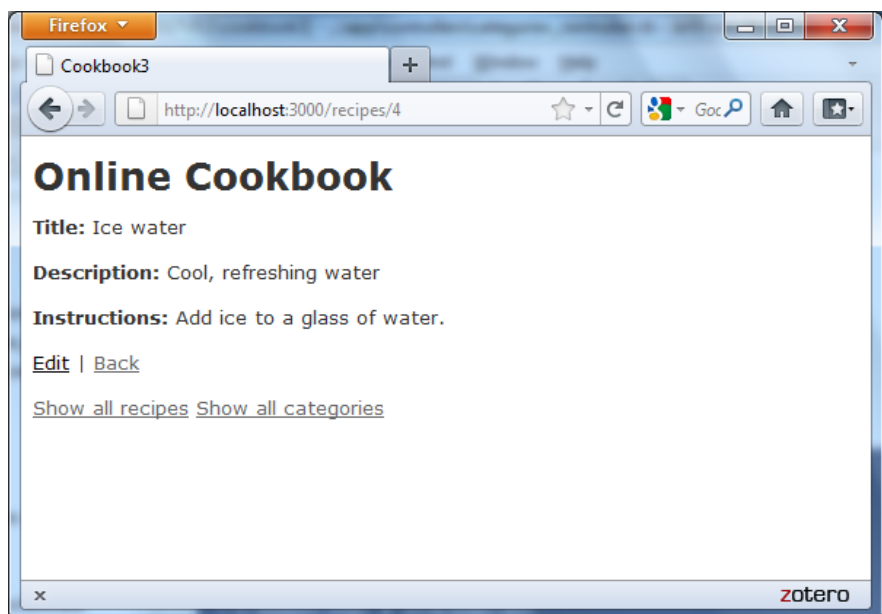 Firefox
Cookbook3
http://localhost:3000/recipes/4
Goc
Online Cookbook
Title: Ice water
Description: Cool, refreshing water
Instructions: Add ice to a glass of water.
Edit | Back
Show all recipes Show all categories
x
zotero